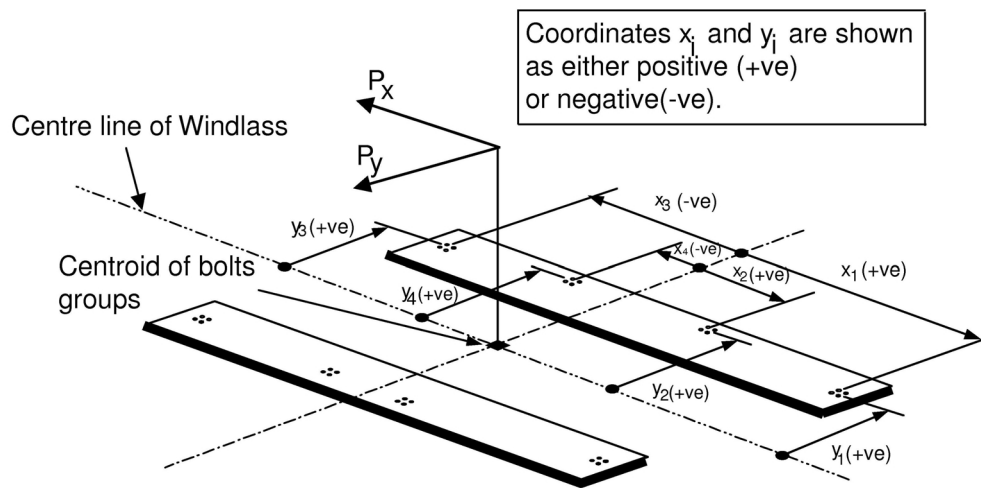 Coordinates xi and yi are shown
as either positive (+ve)
or negative(-ve).
Px
Centre line of Windlass
Py
x3 (-ve)
y3(+ve)
x4(-ve)
x2(+ve)
x1(+ve)
Centroid of bolts
groups
y4(+ve)
y2(+ve)
y1(+ve)